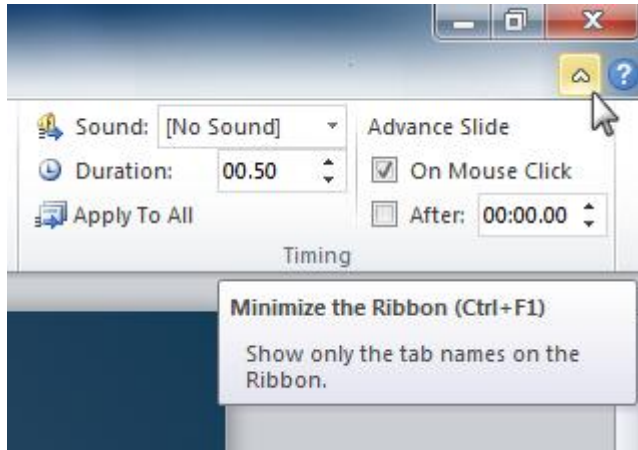 ?
Sound: [No Sound]
Advance Slide
Duration: 00.50
On Mouse Click
Apply To All
After: 00:00.00
Timing
Minimize the Ribbon (Ctrl+F1)
Show only the tab names on the
Ribbon.